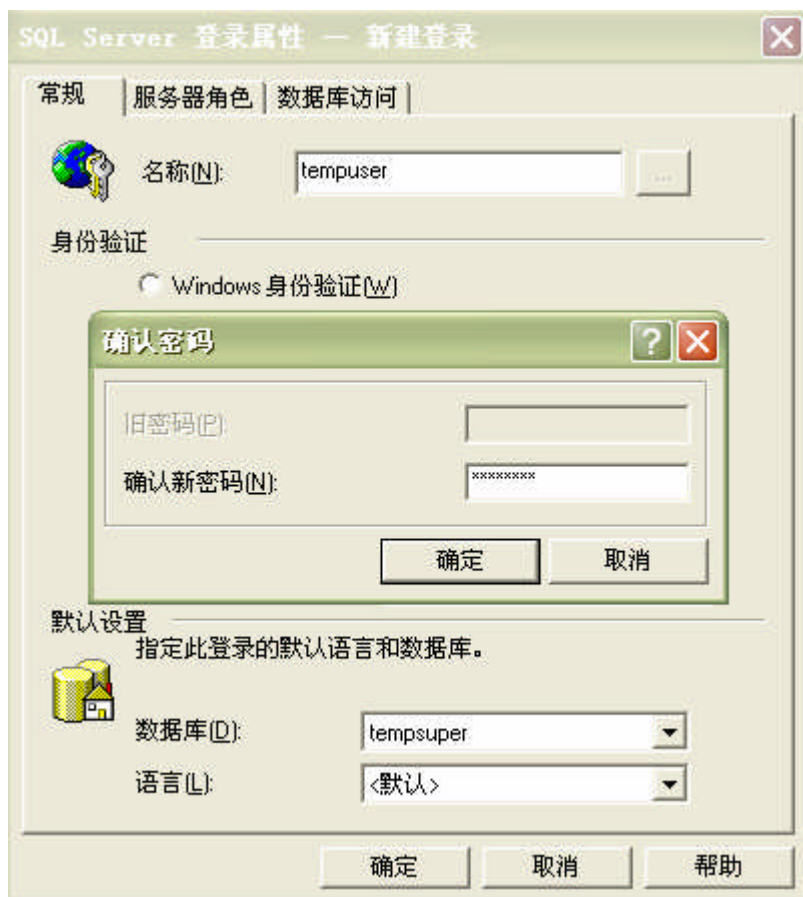 SQL Server 登录属性 — 新建登录
常规 服务器角色 数据库访问
名称(N): tempuser ...
身份验证
Windows 身份验证(W)
确认密码
旧密码(P):
确认新密码(N): ********
确定 取消
默认设置
指定此登录的默认语言和数据库。
数据库(D): tempsuper
语言(L): <默认>
确定 取消 帮助